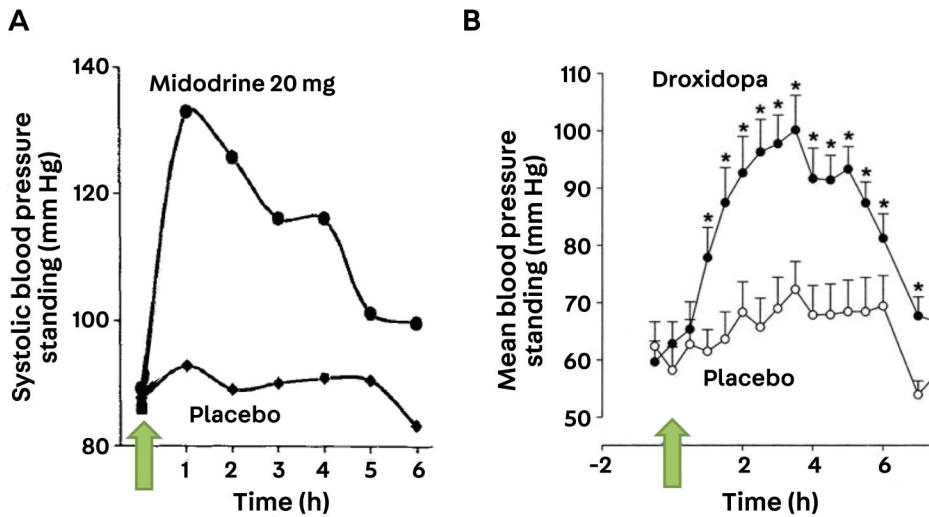 A
Midodrine 20 mg
Systolic blood pressure
standing (mm Hg)
140
120
100
80
Placebo
1 2 3 4 5 6
Time (h)
B
Droxidopa
Mean blood pressure
standing (mm Hg)
110
100
90
80
70
60
50
* * * * * * * * * * * *
Placebo
-2 2 4 6
Time (h)